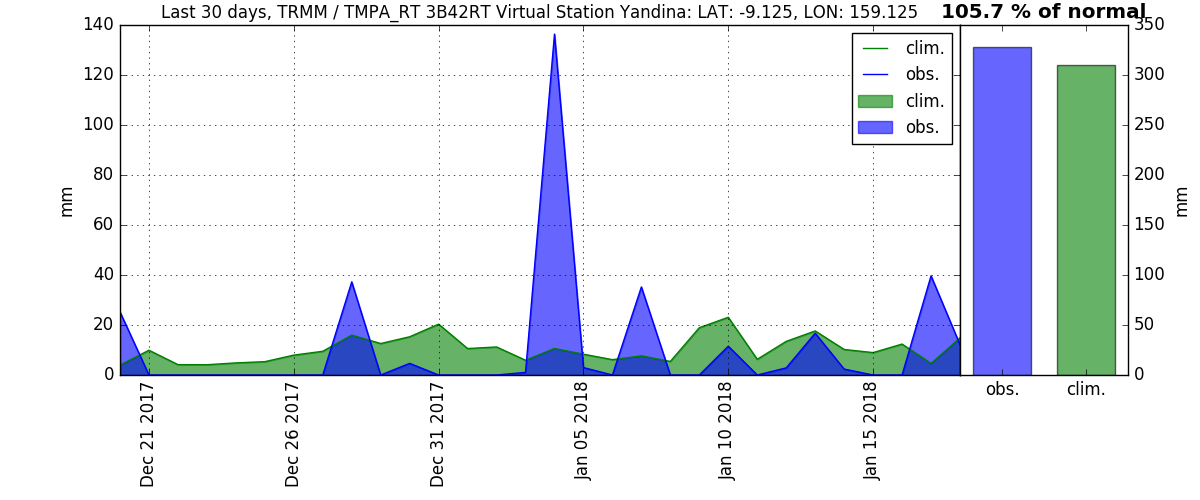 Last 30 days, TRMM / TMPA_RT 3B42RT Virtual Station Yandina: LAT: -9.125, LON: 159.125
105.7 % of normal
mm
140
120
100
80
60
40
20
0
clim.
obs.
clim.
obs.
Dec 21 2017
Dec 26 2017
Dec 31 2017
Jan 05 2018
Jan 10 2018
Jan 15 2018
350
300
250
200
150
100
50
0
mm
obs.
clim.